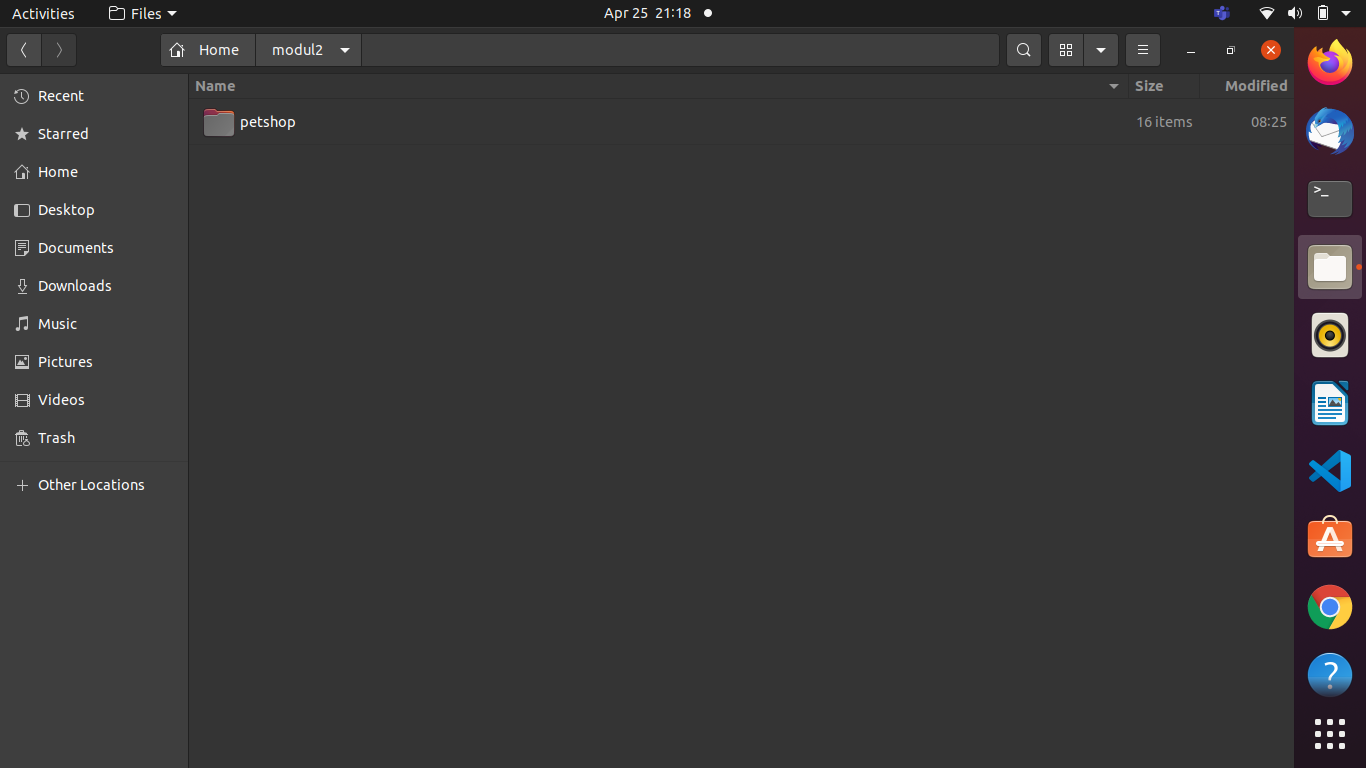 Activities Files Apr 25 21:18
Home modul2
Name Size Modified
Recent
petshop 16 items 08:25
Starred
Home
Desktop
Documents
Downloads
Music
Pictures
Videos
Trash
Other Locations
>_
A
?